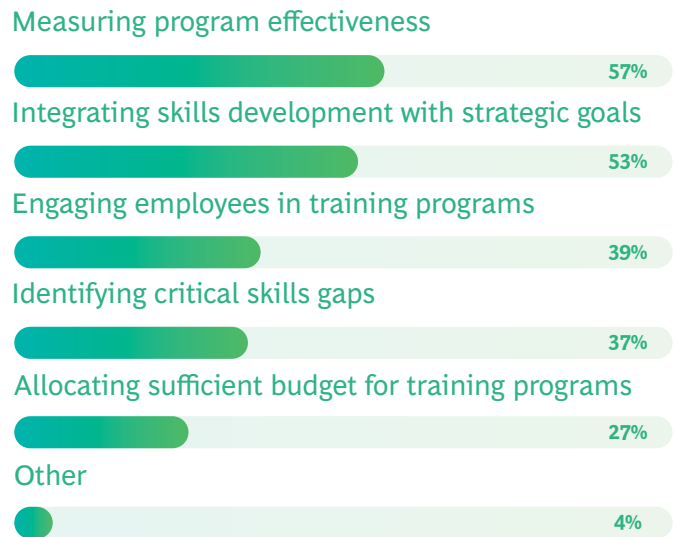 Measuring program effectiveness
57%
Integrating skills development with strategic goals
53%
Engaging employees in training programs
39%
Identifying critical skills gaps
37%
Allocating sufficient budget for training programs
27%
Other
4%